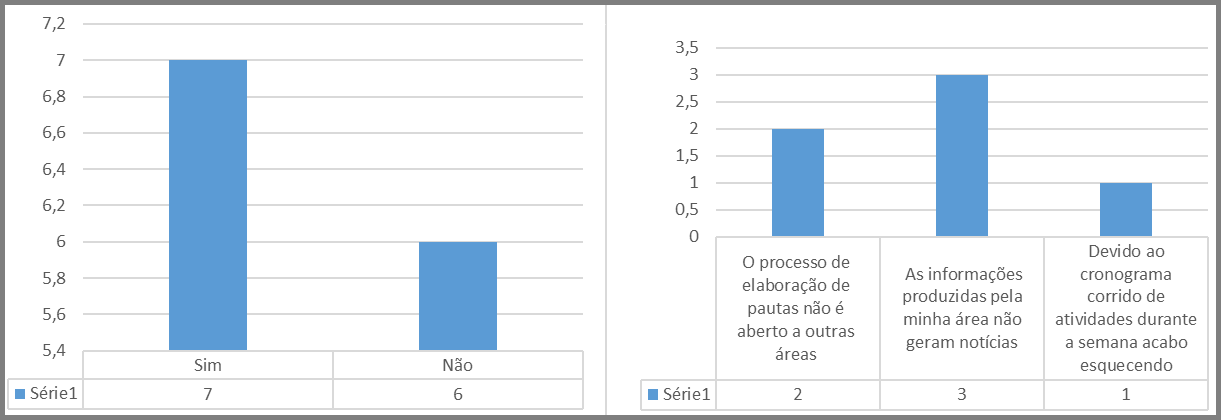 7,2
7
6,8
6,6
6,4
6,2
6
5,8
5,6
5,4
Sim Não
Série1 7 6
3,5
3
2,5
2
1,5
1
0,5
0
O processo de
elaboração de
pautas não é
aberto a outras
áreas
As informações
produzidas pela
minha área não
geram notícias
Devido ao
cronograma
corrido de
atividades durante
a semana acabo
esquecendo
Série1 2 3 1